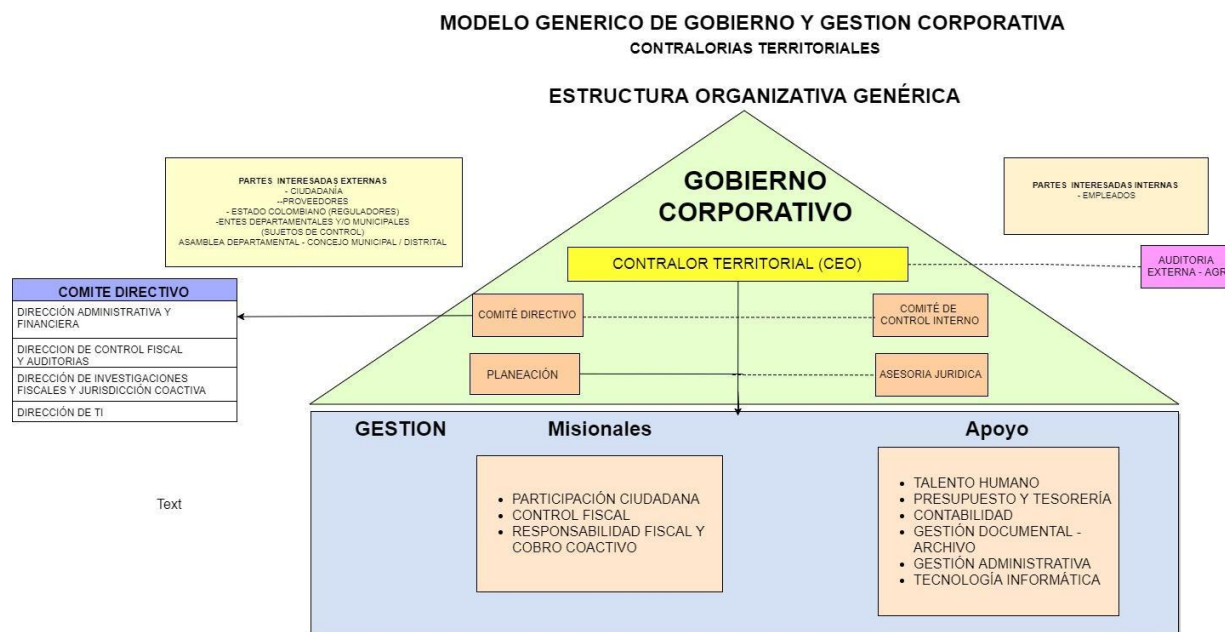 MODELO GENERICO DE GOBIERNO Y GESTION CORPORATIVA
CONTRALORIAS TERRITORIALES
ESTRUCTURA ORGANIZATIVA GENÉRICA
PARTES INTERESADAS EXTERNAS
- CIUDADANÍA
--PROVEEDORES
- ESTADO COLOMBIANO (REGULADORES)
-ENTES DEPARTAMENTALES Y/O MUNICIPALES
(SUJETOS DE CONTROL)
ASAMBLEA DEPARTAMENTAL - CONCEJO MUNICIPAL / DISTRITAL
GOBIERNO
CORPORATIVO
PARTES INTERESADAS INTERNAS
- EMPLEADOS
CONTRALOR TERRITORIAL (CEO)
AUDITORIA
EXTERNA - AGR
COMITE DIRECTIVO
DIRECCIÓN ADMINISTRATIVA Y
FINANCIERA
DIRECCION DE CONTROL FISCAL
Y AUDITORIAS
DIRECCIÓN DE INVESTIGACIONES
FISCALES Y JURISDICCIÓN COACTIVA
DIRECCIÓN DE TI
COMITÉ DIRECTIVO
COMITÉ DE
CONTROL INTERNO
PLANEACIÓN
ASESORIA JURIDICA
GESTION
Misionales
Apoyo
• PARTICIPACIÓN CIUDADANA
• CONTROL FISCAL
• RESPONSABILIDAD FISCAL Y
COBRO COACTIVO
• TALENTO HUMANO
• PRESUPUESTO Y TESORERÍA
• CONTABILIDAD
• GESTIÓN DOCUMENTAL -
ARCHIVO
• GESTIÓN ADMINISTRATIVA
• TECNOLOGÍA INFORMÁTICA
Text